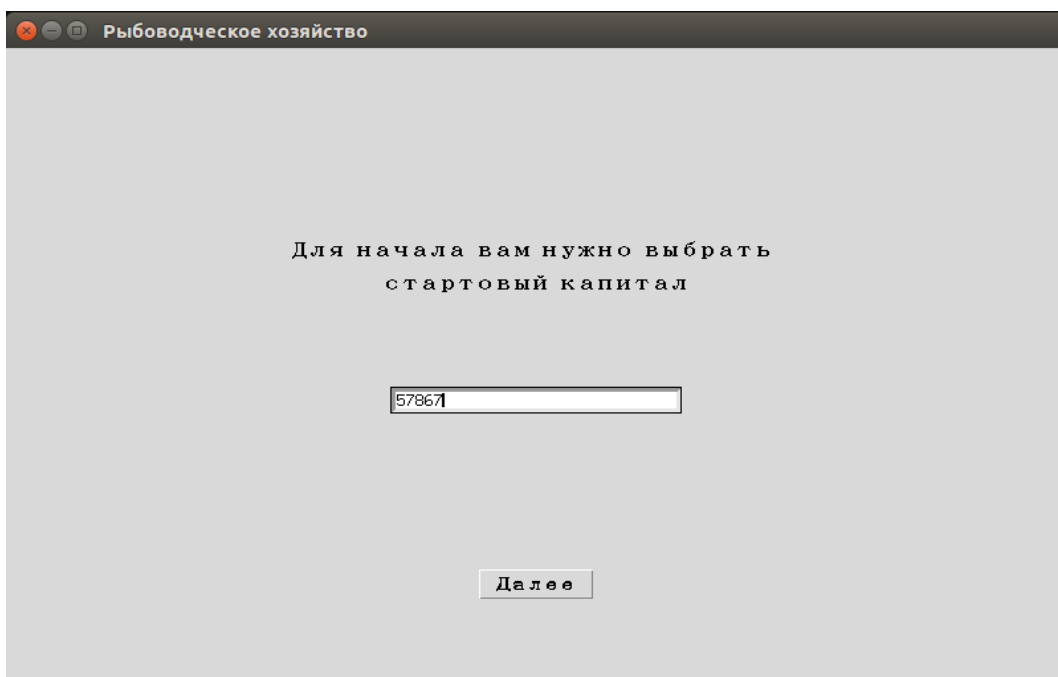 Рыбоводческое хозяйство
Для начала вам нужно выбрать
стартовый капитал
57867
Далее